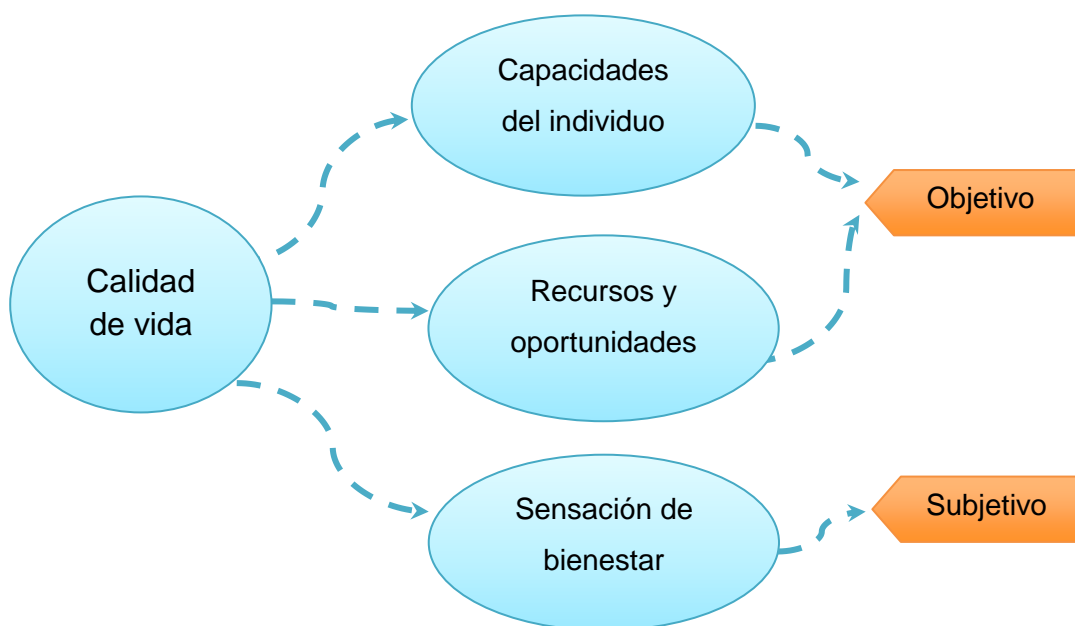 Capacidades
del individuo
Objetivo
Calidad
de vida
Recursos y
oportunidades
Sensación de
bienestar
Subjetivo